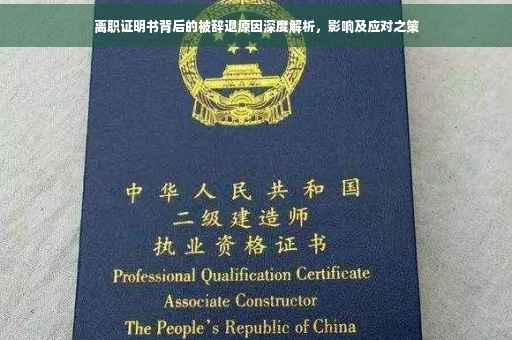 离职证明书背后的被辞退原因深度解析，影响及应对之策
中华人民共和国
二级建造师
执业资格证书
Professional Qualification Certificate
Associate Constructor
The People's Republic of China